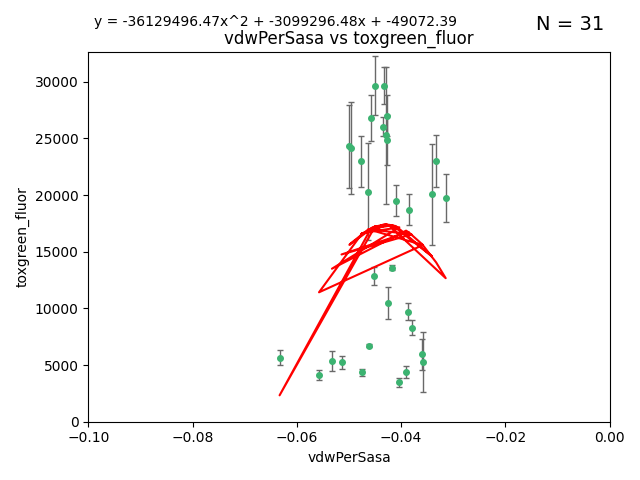 y = -36129496.47x^2 + -3099296.48x + -49072.39
N = 31
vdwPerSasa vs toxgreen_fluor
30000
25000
20000
15000
10000
5000
0
toxgreen_fluor
−0.10
−0.08
−0.06
−0.04
−0.02
0.00
vdwPerSasa